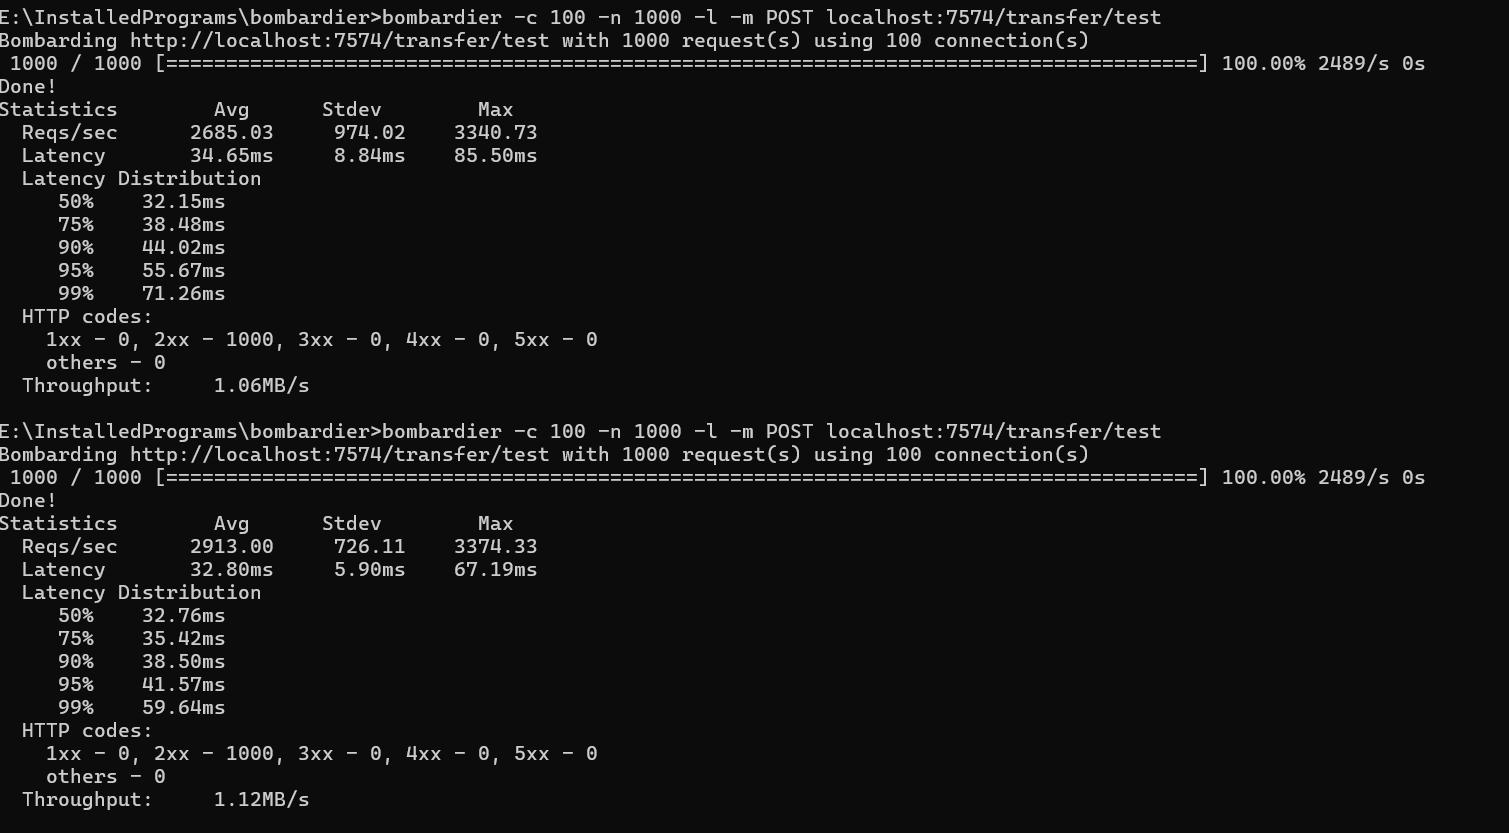 E:\InstalledPrograms\bombardier>bombardier -c 100 -n 1000 -l -m POST localhost:7574/transfer/test
Bombarding http://localhost:7574/transfer/test with 1000 request(s) using 100 connection(s)
 1000 / 1000 [======================================================================================] 100.00% 2489/s 0s
Done!
Statistics        Avg      Stdev        Max
  Reqs/sec      2685.03     974.02    3340.73
  Latency       34.65ms     8.84ms    85.50ms
  Latency Distribution
     50%    32.15ms
     75%    38.48ms
     90%    44.02ms
     95%    55.67ms
     99%    71.26ms
  HTTP codes:
    1xx - 0, 2xx - 1000, 3xx - 0, 4xx - 0, 5xx - 0
    others - 0
  Throughput:     1.06MB/s

E:\InstalledPrograms\bombardier>bombardier -c 100 -n 1000 -l -m POST localhost:7574/transfer/test
Bombarding http://localhost:7574/transfer/test with 1000 request(s) using 100 connection(s)
 1000 / 1000 [======================================================================================] 100.00% 2489/s 0s
Done!
Statistics        Avg      Stdev        Max
  Reqs/sec      2913.00     726.11    3374.33
  Latency       32.80ms     5.90ms    67.19ms
  Latency Distribution
     50%    32.76ms
     75%    35.42ms
     90%    38.50ms
     95%    41.57ms
     99%    59.64ms
  HTTP codes:
    1xx - 0, 2xx - 1000, 3xx - 0, 4xx - 0, 5xx - 0
    others - 0
  Throughput:     1.12MB/s